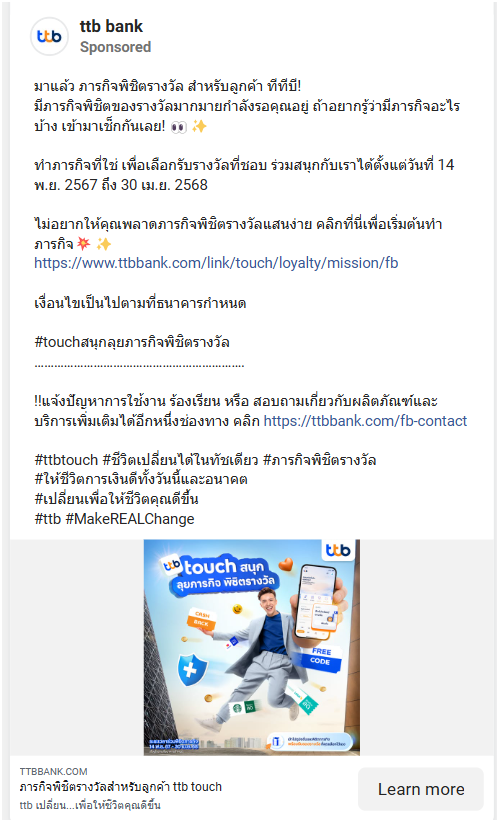 ttb
ttb bank
Sponsored
มาแล้ว ภารกิจพิชิตรางวัล สำหรับลูกค้า ทีทีบี!
มีภารกิจพิชิตของรางวัลมากมายกำลังรอคุณอยู่ ถ้าอยากรู้ว่ามีภารกิจอะไร
บ้าง เข้ามาเช็กกันเลย! 👀 ✨
ทำภารกิจที่ใช่ เพื่อเลือกรับรางวัลที่ชอบ ร่วมสนุกกับเราได้ตั้งแต่วันที่ 14
พ.ย. 2567 ถึง 30 เม.ย. 2568
ไม่อยากให้คุณพลาดภารกิจพิชิตรางวัลแสนง่าย คลิกที่นี่เพื่อเริ่มต้นทำ
ภารกิจ💥 ✨
https://www.ttbbank.com/link/touch/loyalty/mission/fb
เงื่อนไขเป็นไปตามที่ธนาคารกำหนด
#touchสนุกลุยภารกิจพิชิตรางวัล
……………………………………………………….
!!แจ้งปัญหาการใช้งาน ร้องเรียน หรือ สอบถามเกี่ยวกับผลิตภัณฑ์และ
บริการเพิ่มเติมได้อีกหนึ่งช่องทาง คลิก https://ttbbank.com/fb-contact
#ttbtouch #ชีวิตเปลี่ยนได้ในทัชเดียว #ภารกิจพิชิตรางวัล
#ให้ชีวิตการเงินดีทั้งวันนี้และอนาคต
#เปลี่ยนเพื่อให้ชีวิตคุณดีขึ้น
#ttb #MakeREALChange
ttb
ttb touch สนุก
ลุยภารกิจ พิชิตรางวัล
CASH
BACK
FREE
CODE
TTBBANK.COM
ภารกิจพิชิตรางวัลสำหรับลูกค้า ttb touch
ttb เปลี่ยน...เพื่อให้ชีวิตคุณดีขึ้น
Learn more